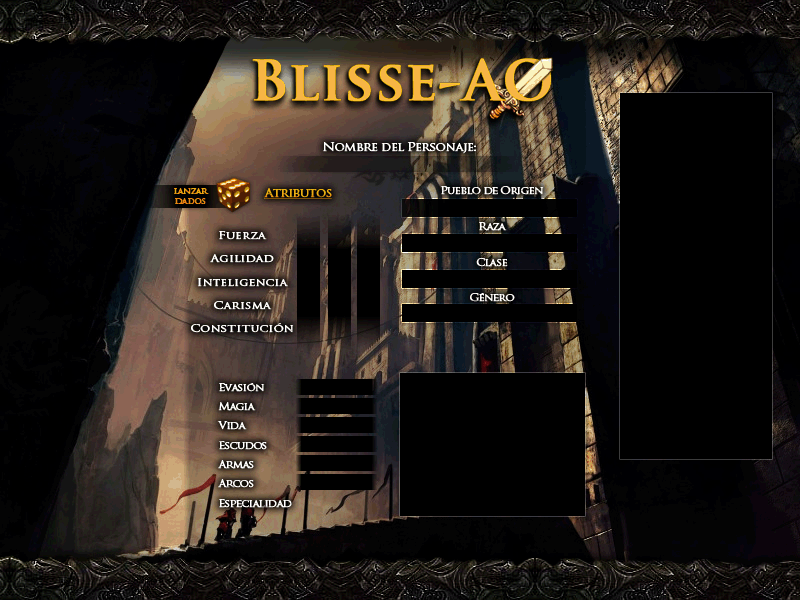 BLISSE-AO
NOMBRE DEL PERSONAJE:
LANZAR
DADOS
ATRIBUTOS
FUERZA
AGILIDAD
INTELIGENCIA
CARISMA
CONSTITUCIÓN
PUEBLO DE ORIGEN
RAZA
CLASE
GÉNERO
EVASIÓN
MAGIA
VIDA
ESCUDOS
ARMAS
ARCOS
ESPECIALIDAD